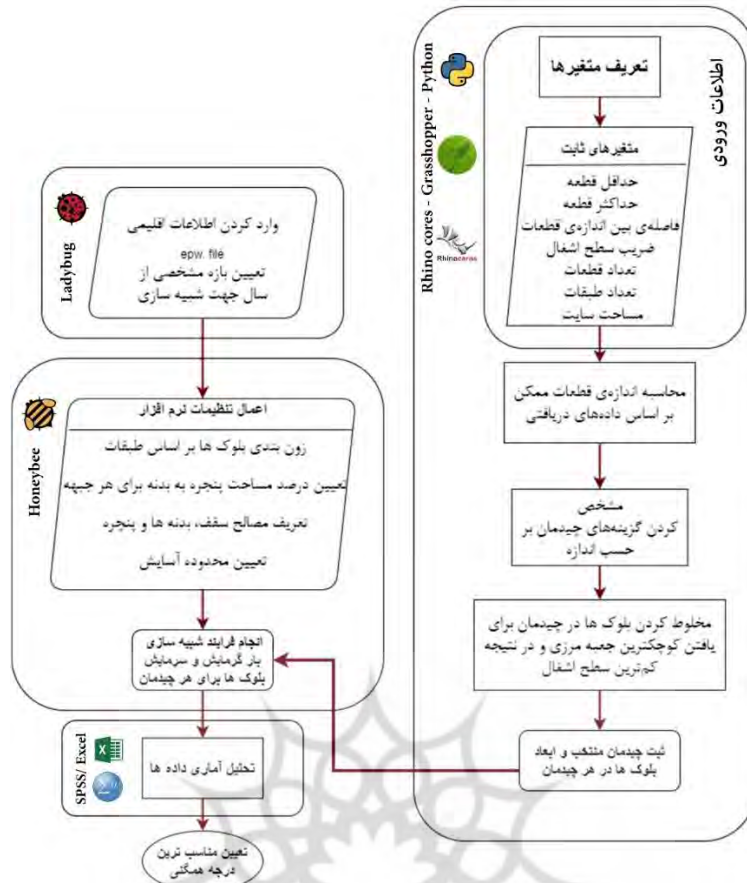 اطلاعات ورودی
Rhino cores - Grasshopper - Python
تعریف متغیرها
متغیرهای ثابت
حداقل قطعه
حداکثر قطعه
فاصله‌ی بین اندازه‌ی قطعات
ضریب سطح اشغال
تعداد قطعات
تعداد طبقات
مساحت سایت
Rhinoceros
محاسبه اندازه‌ی قطعات ممکن
بر اساس داده‌های دریافتی
مشخص
کردن گزینه‌های چیدمان بر
حسب اندازه
مخلوط کردن بلوک ها در چیدمان برای
یافتن کوچکترین جعبه مرزی و در نتیجه
کم‌ترین سطح اشغال
ثبت چیدمان منتخب و ابعاد
بلوک ها در هر چیدمان
Ladybug
وارد کردن اطلاعات اقلیمی
epw. file
تعیین بازه مشخصی از
سال جهت شبیه سازی
Honeybee
اعمال تنظیمات نرم افزار
زون بندی بلوک ها بر اساس طبقات
تعیین درصد مساحت پنجره به بدنه برای هر جبهه
تعریف مصالح سقف، بدنه ها و پنجره
تعیین محدوده آسایش
انجام فرایند شبیه سازی
بار گرمایش و سرمایش
بلوک ها برای هر چیدمان
SPSS/ Excel
تحلیل آماری داده ها
تعیین مناسب ترین
درجه همگنی